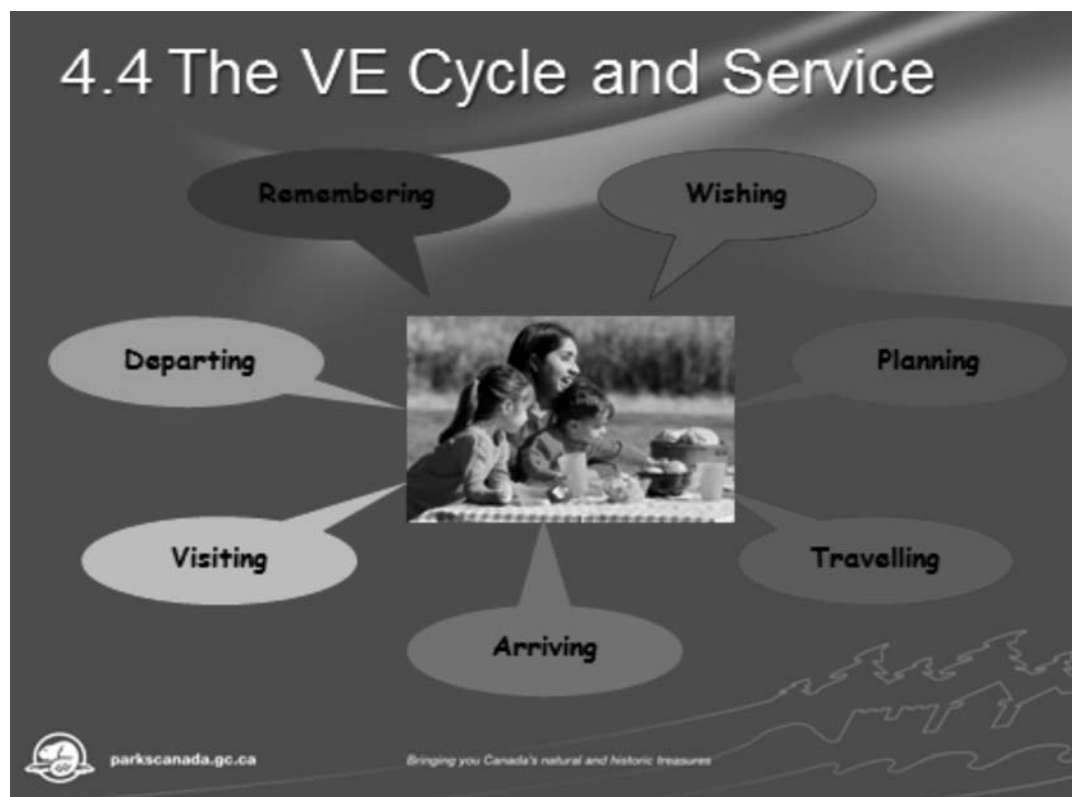 4.4 The VE Cycle and Service
Remembering
Wishing
Departing
Planning
Visiting
Travelling
Arriving
parkscanada.gc.ca
Bringing you Canada's natural and historic treasures